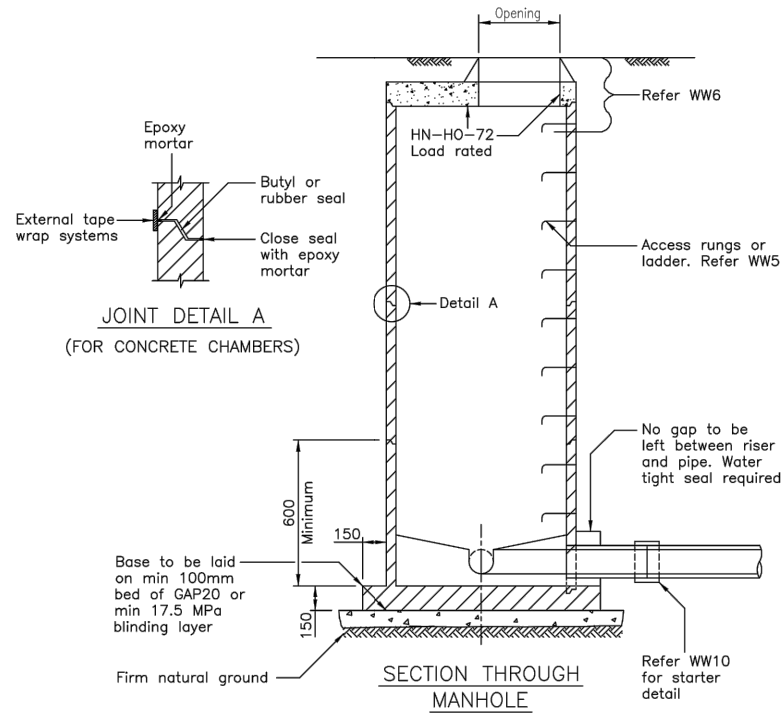 Opening
Refer WW6
HN-HO-72
Load rated
Epoxy
mortar
Butyl or
rubber seal
External tape
wrap systems
Close seal
with epoxy
mortar
Access rungs or
ladder. Refer WW5
Detail A
JOINT DETAIL A
(FOR CONCRETE CHAMBERS)
No gap to be
left between riser
and pipe. Water
tight seal required
600
Minimum
150
Base to be laid
on min 100mm
bed of GAP20 or
min 17.5 MPa
blinding layer
150
Firm natural ground
SECTION THROUGH
MANHOLE
Refer WW10
for starter
detail